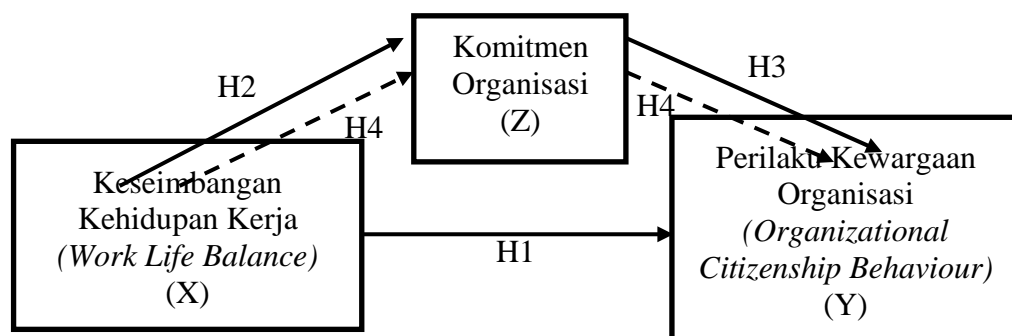 Komitmen
Organisasi
(Z)
H2
H3
H4
H4
Keseimbangan
Kehidupan Kerja
(Work Life Balance)
(X)
H1
Perilaku Kewargaan
Organisasi
(Organizational
Citizenship Behaviour)
(Y)